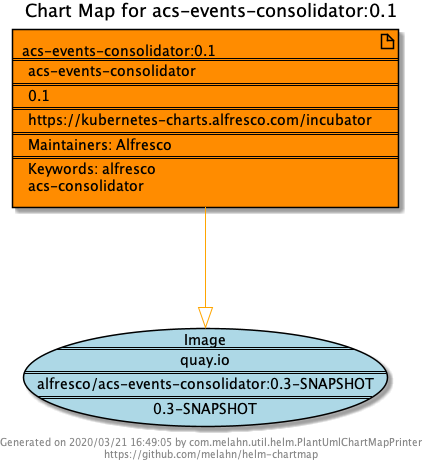 Chart Map for acs-events-consolidator:0.1
acs-events-consolidator:0.1
acs-events-consolidator
0.1
https://kubernetes-charts.alfresco.com/incubator
Maintainers: Alfresco
Keywords: alfresco
acs-consolidator
Image
quay.io
alfresco/acs-events-consolidator:0.3-SNAPSHOT
0.3-SNAPSHOT
Generated on 2020/03/21 16:49:05 by com.melahn.util.helm.PlantUmlChartMapPrinter
https://github.com/melahn/helm-chartmap